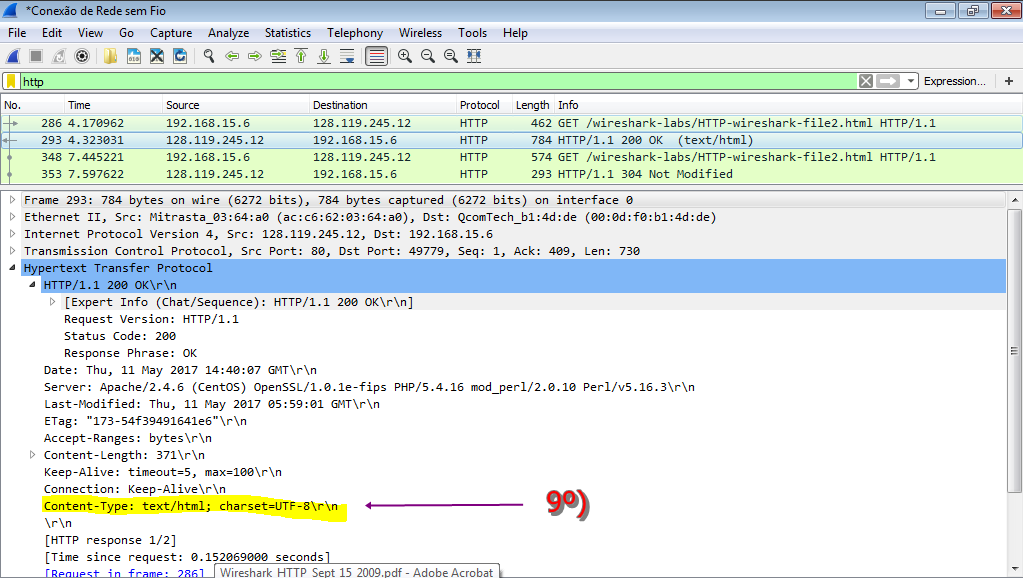 *Conexão de Rede sem Fio
File Edit View Go Capture Analyze Statistics Telephony Wireless Tools Help
http Expression... +
No. Time Source Destination Protocol Length Info
286 4.170962 192.168.15.6 128.119.245.12 HTTP 462 GET /wireshark-labs/HTTP-wireshark-file2.html HTTP/1.1
293 4.323031 128.119.245.12 192.168.15.6 HTTP 784 HTTP/1.1 200 OK (text/html)
348 7.445221 192.168.15.6 128.119.245.12 HTTP 574 GET /wireshark-labs/HTTP-wireshark-file2.html HTTP/1.1
353 7.597622 128.119.245.12 192.168.15.6 HTTP 293 HTTP/1.1 304 Not Modified
Frame 293: 784 bytes on wire (6272 bits), 784 bytes captured (6272 bits) on interface 0
Ethernet II, Src: Mitrasta_03:64:a0 (ac:c6:62:03:64:a0), Dst: QcomTech_b1:4d:de (00:0d:f0:b1:4d:de)
Internet Protocol Version 4, Src: 128.119.245.12, Dst: 192.168.15.6
Transmission Control Protocol, Src Port: 80, Dst Port: 49779, Seq: 1, Ack: 409, Len: 730
Hypertext Transfer Protocol
HTTP/1.1 200 OK\r\n
[Expert Info (Chat/Sequence): HTTP/1.1 200 OK\r\n]
Request Version: HTTP/1.1
Status Code: 200
Response Phrase: OK
Date: Thu, 11 May 2017 14:40:07 GMT\r\n
Server: Apache/2.4.6 (CentOS) OpenSSL/1.0.1e-fips PHP/5.4.16 mod_perl/2.0.10 Perl/v5.16.3\r\n
Last-Modified: Thu, 11 May 2017 05:59:01 GMT\r\n
ETag: "173-54f39491641e6"\r\n
Accept-Ranges: bytes\r\n
Content-Length: 371\r\n
Keep-Alive: timeout=5, max=100\r\n
Connection: Keep-Alive\r\n
Content-Type: text/html; charset=UTF-8\r\n 9º)
\r\n
[HTTP response 1/2]
[Time since request: 0.152069000 seconds]
[Request in frame: 286] Wireshark_HTTP_Sept_15_2009.pdf - Adobe Acrobat